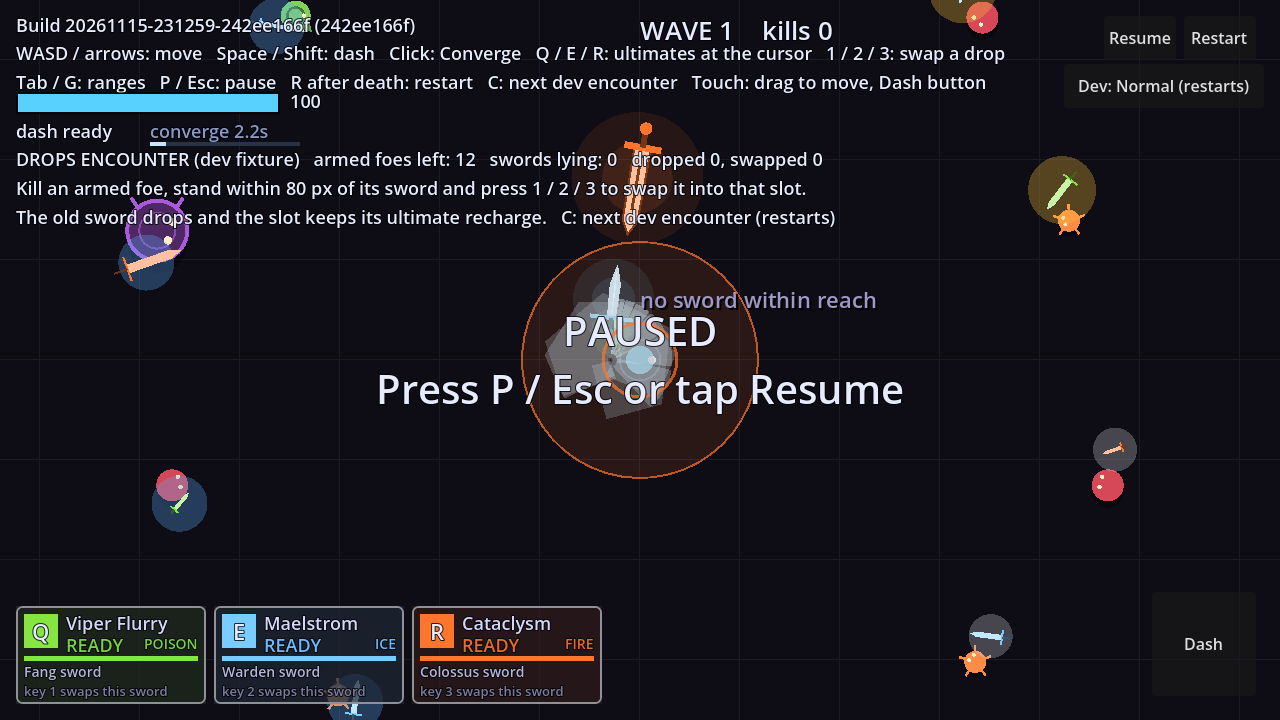 Build 20261115-231259-242ee166f (242ee166f)
WAVE 1 kills 0
Resume
Restart
WASD / arrows: move Space / Shift: dash Click: Converge Q / E / R: ultimates at the cursor 1 / 2 / 3: swap a drop
Tab / G: ranges P / Esc: pause R after death: restart C: next dev encounter Touch: drag to move, Dash button
Dev: Normal (restarts)
100
dash ready converge 2.2s
DROPS ENCOUNTER (dev fixture) armed foes left: 12 swords lying: 0 dropped 0, swapped 0
Kill an armed foe, stand within 80 px of its sword and press 1 / 2 / 3 to swap it into that slot.
The old sword drops and the slot keeps its ultimate recharge. C: next dev encounter (restarts)
no sword within reach
PAUSED
Press P / Esc or tap Resume
Q Viper Flurry
READY POISON
Fang sword
key 1 swaps this sword
E Maelstrom
READY ICE
Warden sword
key 2 swaps this sword
R Cataclysm
READY FIRE
Colossus sword
key 3 swaps this sword
Dash